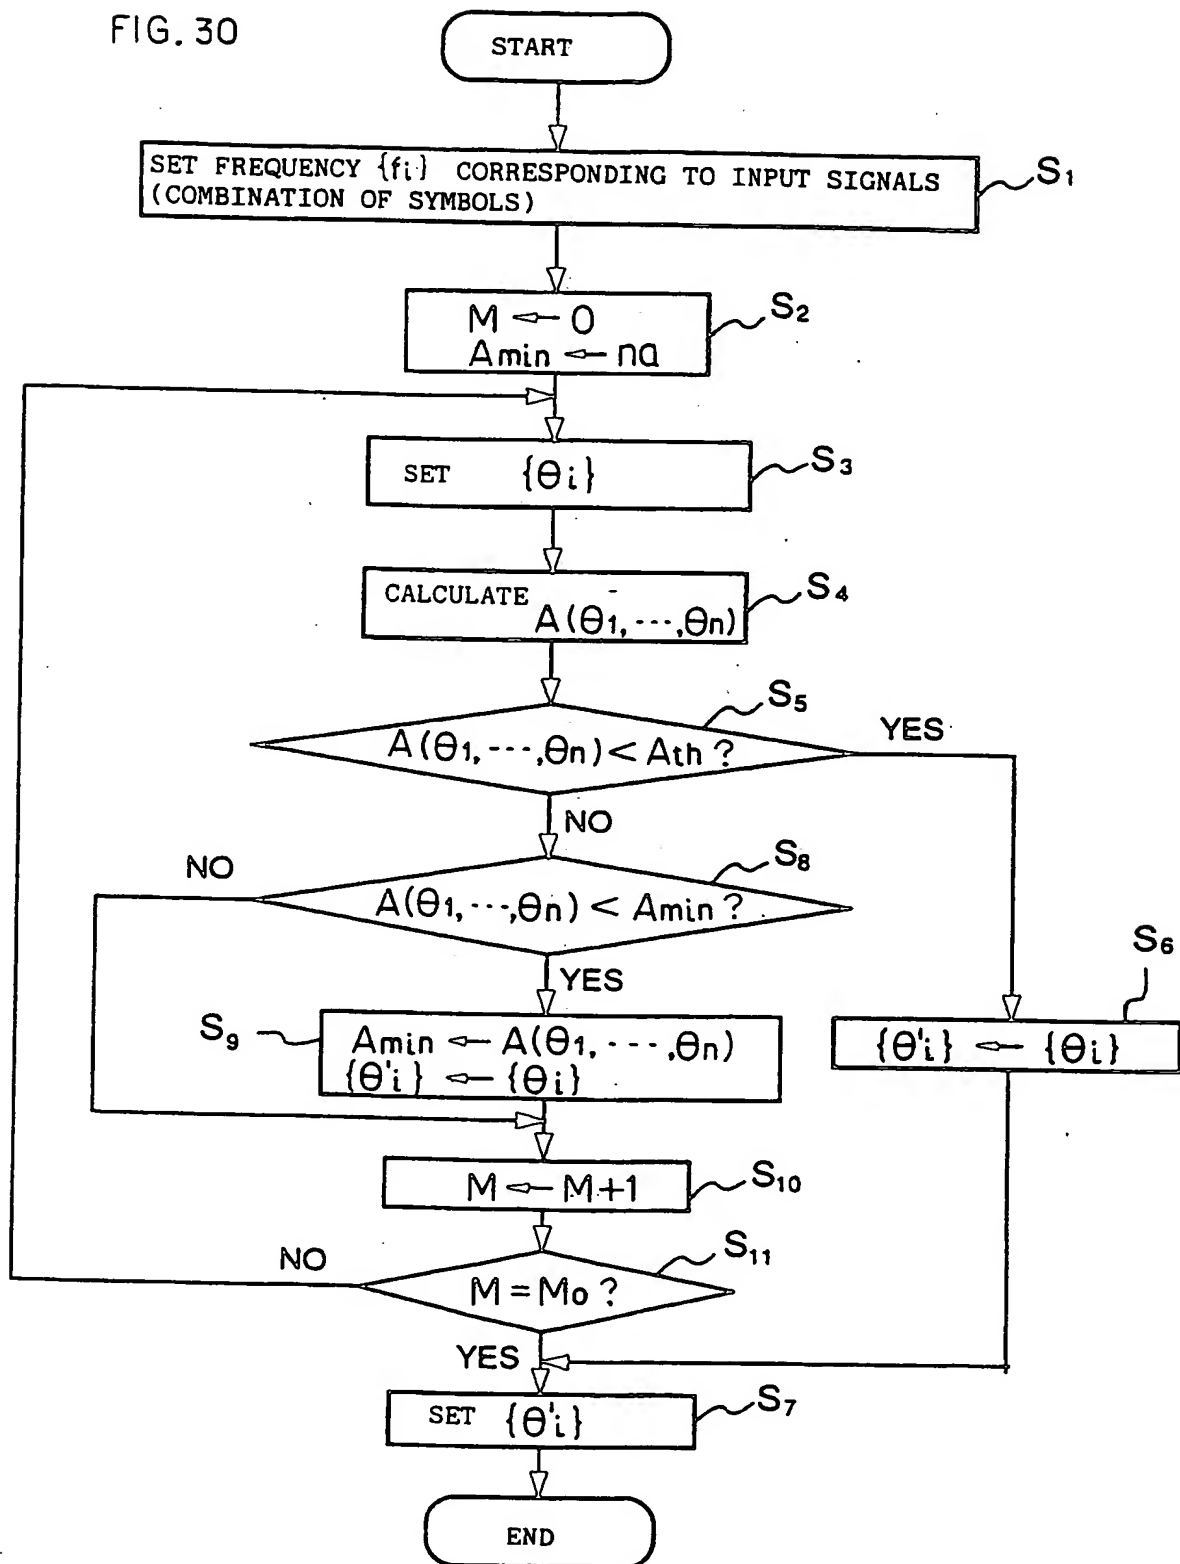 FIG. 30
START
SET FREQUENCY {fi} CORRESPONDING TO INPUT SIGNALS
(COMBINATION OF SYMBOLS)
S1
M ← 0
Amin ← na
S2
SET {θi}
S3
CALCULATE
A(θ1, ---, θn)
S4
A(θ1, ---, θn) < Ath ?
S5
YES
NO
A(θ1, ---, θn) < Amin ?
S8
NO
YES
S6
{θ'i} ← {θi}
S9
Amin ← A(θ1, ---, θn)
{θ'i} ← {θi}
M ← M+1
S10
M = Mo ?
S11
NO
YES
SET {θ'i}
S7
END